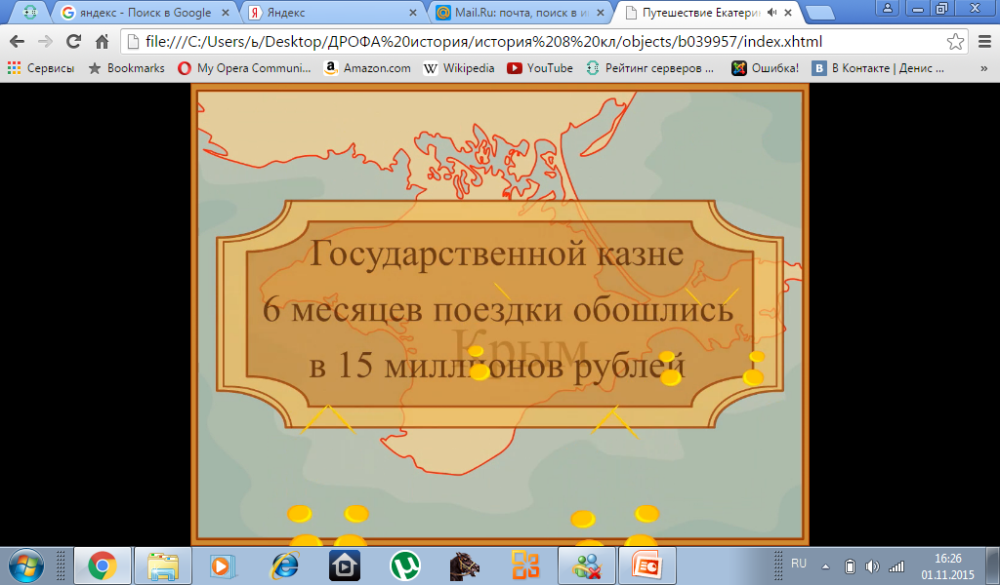 яндекс - Поиск в Google
Яндекс
Mail.Ru: почта, поиск в и
Путешествие Екатери
file:///C:/Users/ь/Desktop/ДРОФА%20история/история%208%20кл/objects/b039957/index.xhtml
Сервисы
Bookmarks
My Opera Communi...
Amazon.com
Wikipedia
YouTube
Рейтинг серверов ...
Ошибка!
В Контакте | Денис ...
»
Государственной казне
6 месяцев поездки обошлись
Крым
в 15 миллионов рублей
RU
16:26
01.11.2015